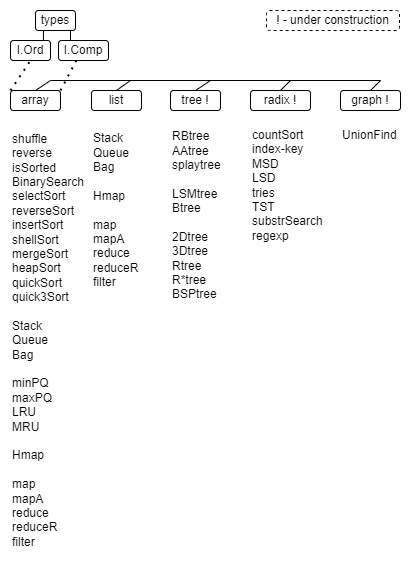 types
! - under construction
I.Ord
I.Comp
array
list
tree !
radix !
graph !
shuffle
reverse
isSorted
BinarySearch
selectSort
reverseSort
insertSort
shellSort
mergeSort
heapSort
quickSort
quick3Sort
Stack
Queue
Bag
minPQ
maxPQ
LRU
MRU
Hmap
map
mapA
reduce
reduceR
filter
Stack
Queue
Bag
Hmap
map
mapA
reduce
reduceR
filter
RBtree
AAtree
splaytree
LSMtree
Btree
2Dtree
3Dtree
Rtree
R*tree
BSPtree
countSort
index-key
MSD
LSD
tries
TST
substrSearch
regexp
UnionFind